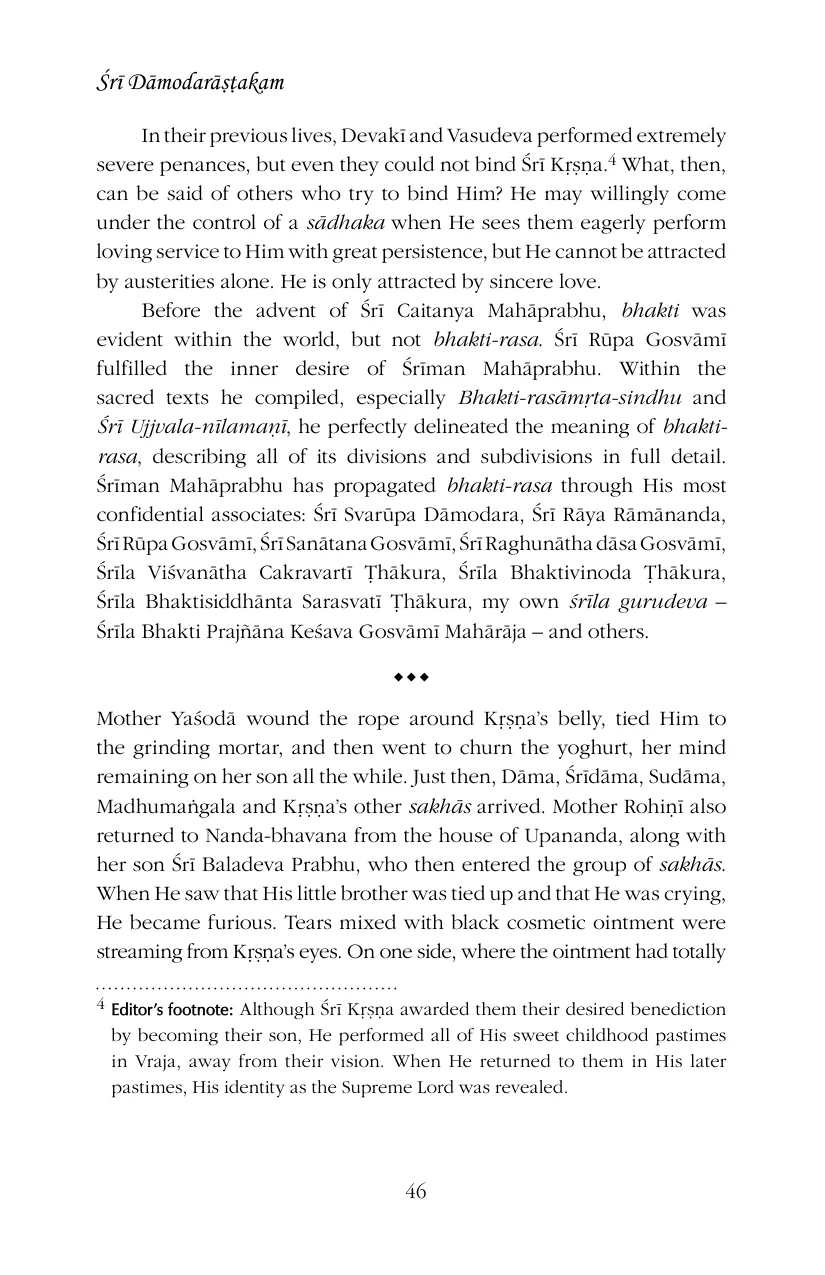 Śrī Dāmodarāṣṭakam
In their previous lives, Devakī and Vasudeva performed extremely
severe penances, but even they could not bind Śrī Kṛṣṇa.4 What, then,
can be said of others who try to bind Him? He may willingly come
under the control of a sādhaka when He sees them eagerly perform
loving service to Him with great persistence, but He cannot be attracted
by austerities alone. He is only attracted by sincere love.
Before the advent of Śrī Caitanya Mahāprabhu, bhakti was
evident within the world, but not bhakti-rasa. Śrī Rūpa Gosvāmī
fulfilled the inner desire of Śrīman Mahāprabhu. Within the
sacred texts he compiled, especially Bhakti-rasāmṛta-sindhu and
Śrī Ujjvala-nīlamaṇī, he perfectly delineated the meaning of bhakti-
rasa, describing all of its divisions and subdivisions in full detail.
Śrīman Mahāprabhu has propagated bhakti-rasa through His most
confidential associates: Śrī Svarūpa Dāmodara, Śrī Rāya Rāmānanda,
Śrī Rūpa Gosvāmī, Śrī Sanātana Gosvāmī, Śrī Raghunātha dāsa Gosvāmī,
Śrīla Viśvanātha Cakravartī Ṭhākura, Śrīla Bhaktivinoda Ṭhākura,
Śrīla Bhaktisiddhānta Sarasvatī Ṭhākura, my own śrīla gurudeva –
Śrīla Bhakti Prajñāna Keśava Gosvāmī Mahārāja – and others.
◆◆◆
Mother Yaśodā wound the rope around Kṛṣṇa’s belly, tied Him to
the grinding mortar, and then went to churn the yoghurt, her mind
remaining on her son all the while. Just then, Dāma, Śrīdāma, Sudāma,
Madhumaṅgala and Kṛṣṇa’s other sakhās arrived. Mother Rohiṇī also
returned to Nanda-bhavana from the house of Upananda, along with
her son Śrī Baladeva Prabhu, who then entered the group of sakhās.
When He saw that His little brother was tied up and that He was crying,
He became furious. Tears mixed with black cosmetic ointment were
streaming from Kṛṣṇa’s eyes. On one side, where the ointment had totally
4 Editor’s footnote: Although Śrī Kṛṣṇa awarded them their desired benediction
by becoming their son, He performed all of His sweet childhood pastimes
in Vraja, away from their vision. When He returned to them in His later
pastimes, His identity as the Supreme Lord was revealed.
46